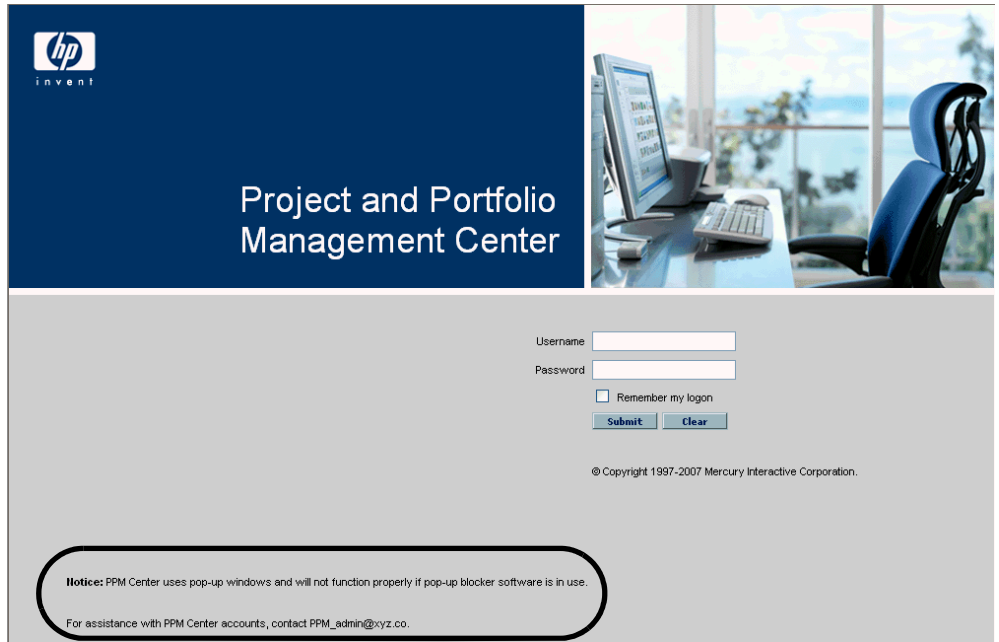 hp
invent
Project and Portfolio
Management Center
Username
Password
Remember my logon
Submit Clear
© Copyright 1997-2007 Mercury Interactive Corporation.
Notice: PPM Center uses pop-up windows and will not function properly if pop-up blocker software is in use.
For assistance with PPM Center accounts, contact PPM_admin@xyz.co.